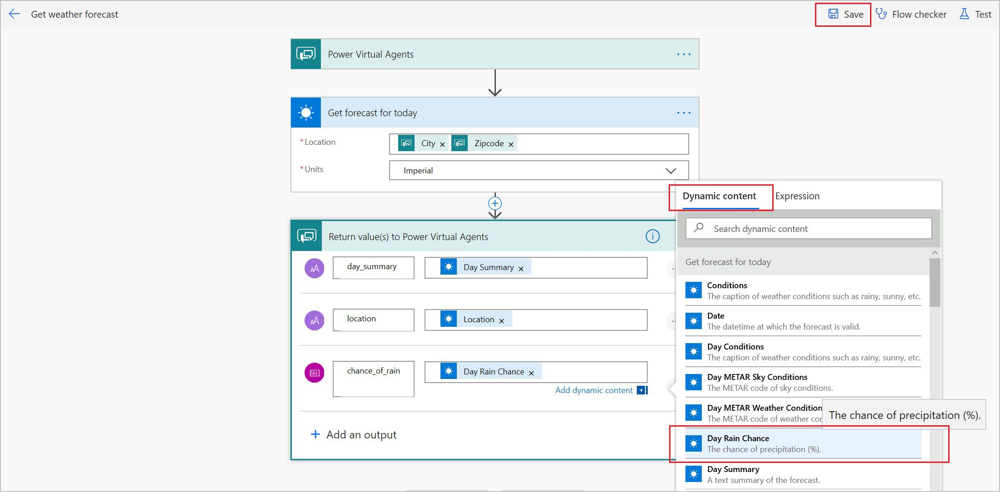 Get weather forecast
Save
Flow checker
Test
Power Virtual Agents
Get forecast for today
* Location
City ×
Zipcode ×
* Units
Imperial
Return value(s) to Power Virtual Agents
day_summary
Day Summary ×
location
Location ×
123
chance_of_rain
Day Rain Chance ×
Add dynamic content
+ Add an output
Dynamic content
Expression
Search dynamic content
Get forecast for today
Conditions
The caption of weather conditions such as rainy, sunny, etc.
Date
The datetime at which the forecast is valid.
Day Conditions
The caption of weather conditions such as rainy, sunny, etc.
Day METAR Sky Conditions
The METAR code of sky conditions.
Day METAR Weather Condition
The METAR code of weather cor
The chance of precipitation (%).
Day Rain Chance
The chance of precipitation (%).
Day Summary
A text summary of the forecast.